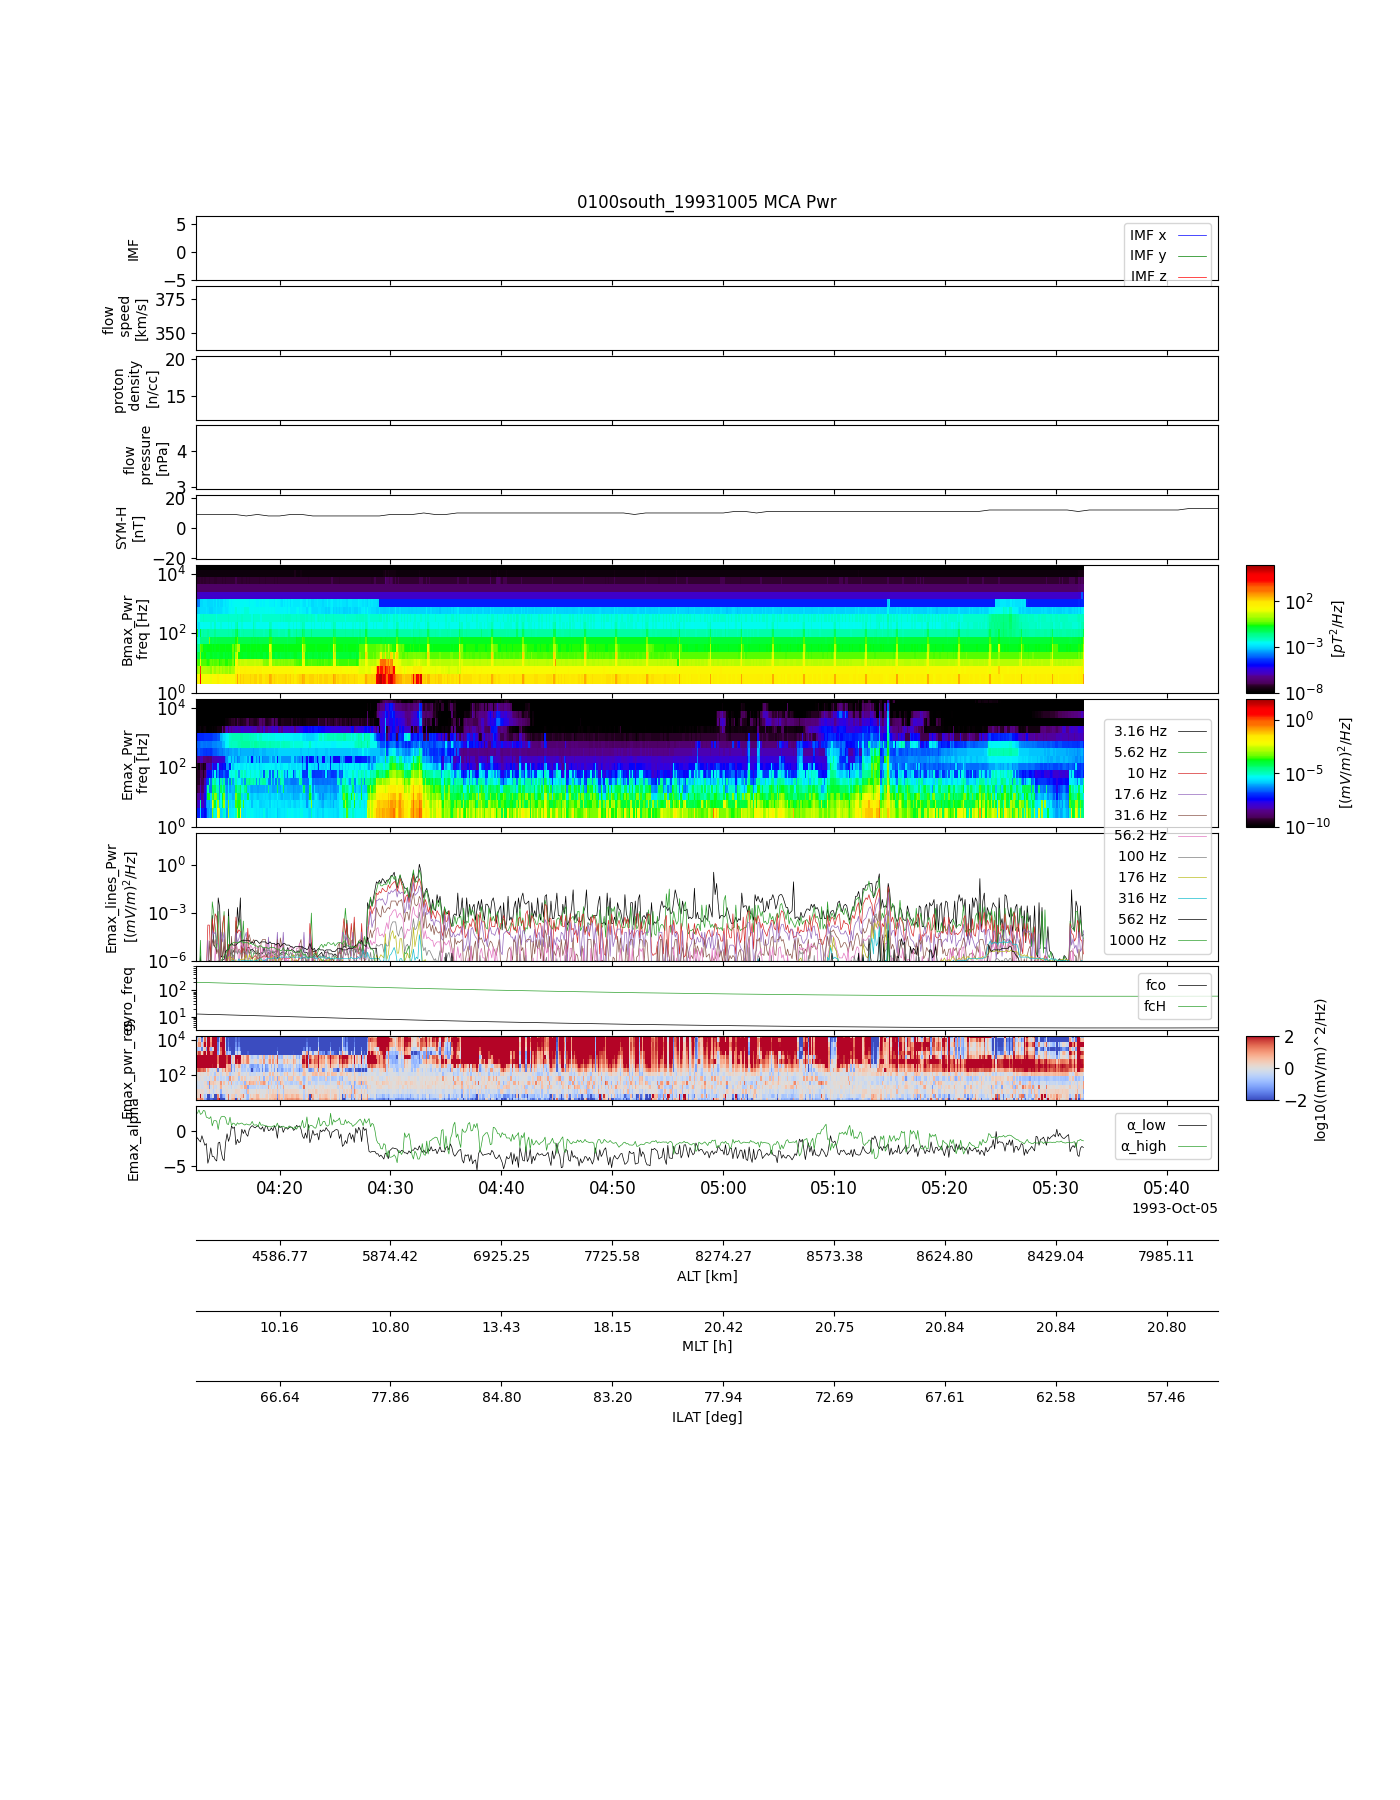 0100south_19931005 MCA Pwr
IMF
5
0
−5
IMF x
IMF y
IMF z
flow
speed
[km/s]
375
350
proton
density
[n/cc]
20
15
flow
pressure
[nPa]
4
3
SYM-H
[nT]
20
0
−20
Bmax_Pwr
freq [Hz]
10^4
10^2
10^0
10^2
10^−3
10^−8
[pT^2/Hz]
Emax_Pwr
freq [Hz]
10^4
10^2
10^0
10^0
10^−5
10^−10
[(mV/m)^2/Hz]
3.16 Hz
5.62 Hz
10 Hz
17.6 Hz
31.6 Hz
56.2 Hz
100 Hz
176 Hz
316 Hz
562 Hz
1000 Hz
Emax_lines_Pwr
[(mV/m)^2/Hz]
10^0
10^−3
10^−6
gyro_freq
10^2
10^1
fco
fcH
Emax_pwr_reg
10^4
10^2
2
0
−2
log10((mV/m)^2/Hz)
Emax_alpha
0
−5
α_low
α_high
04:20 04:30 04:40 04:50 05:00 05:10 05:20 05:30 05:40
1993-Oct-05
4586.77 5874.42 6925.25 7725.58 8274.27 8573.38 8624.80 8429.04 7985.11
ALT [km]
10.16 10.80 13.43 18.15 20.42 20.75 20.84 20.84 20.80
MLT [h]
66.64 77.86 84.80 83.20 77.94 72.69 67.61 62.58 57.46
ILAT [deg]